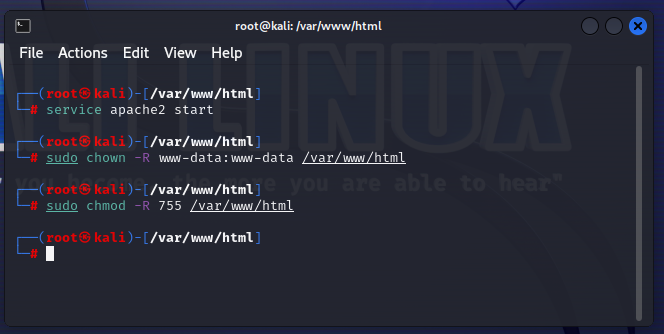 root@kali: /var/www/html
File Actions Edit View Help
LINUX
┌──(root㉿kali)-[/var/www/html]
└─# service apache2 start
┌──(root㉿kali)-[/var/www/html]
└─# sudo chown -R www-data:www-data /var/www/html
you become, the more you are able to hear"
┌──(root㉿kali)-[/var/www/html]
└─# sudo chmod -R 755 /var/www/html
┌──(root㉿kali)-[/var/www/html]
└─#